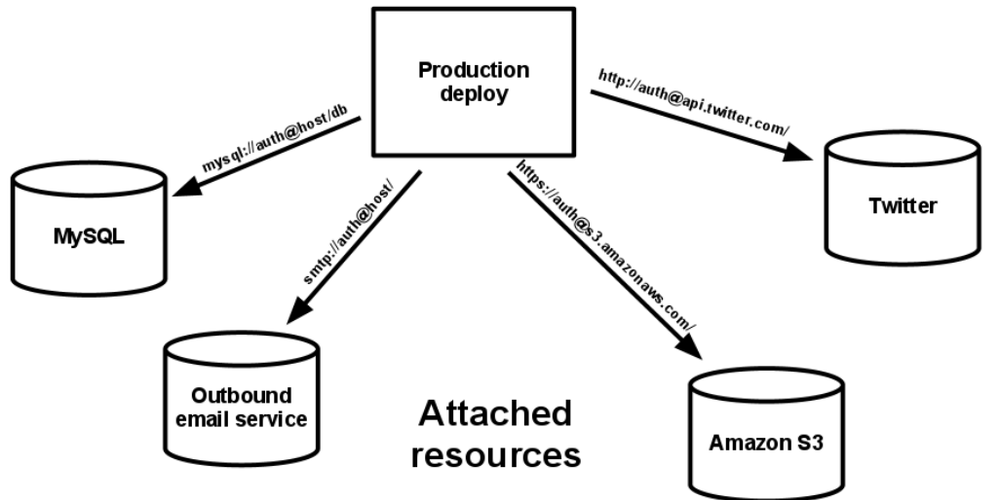 Production
deploy
mysql://auth@host/db
smtp://auth@host/
https://auth@s3.amazonaws.com/
http://auth@api.twitter.com/
MySQL
Twitter
Outbound
email service
Attached
resources
Amazon S3